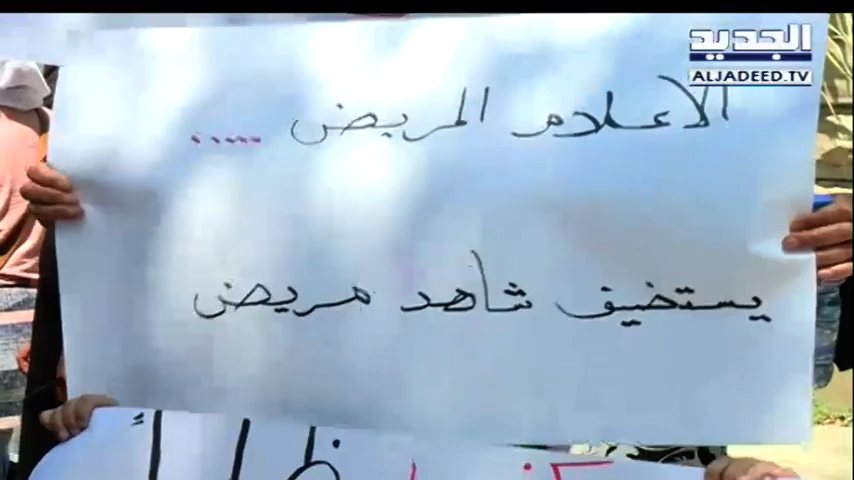 الجديد
ALJADEED.TV
الاعلام المريض .....
يستضيف شاهد مريض